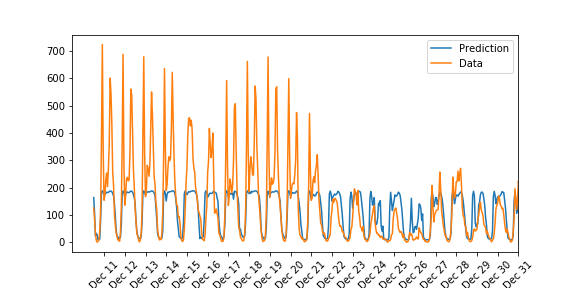 700
600
500
400
300
200
100
0
Prediction
Data
Dec 11
Dec 12
Dec 13
Dec 14
Dec 15
Dec 16
Dec 17
Dec 18
Dec 19
Dec 20
Dec 21
Dec 22
Dec 23
Dec 24
Dec 25
Dec 26
Dec 27
Dec 28
Dec 29
Dec 30
Dec 31